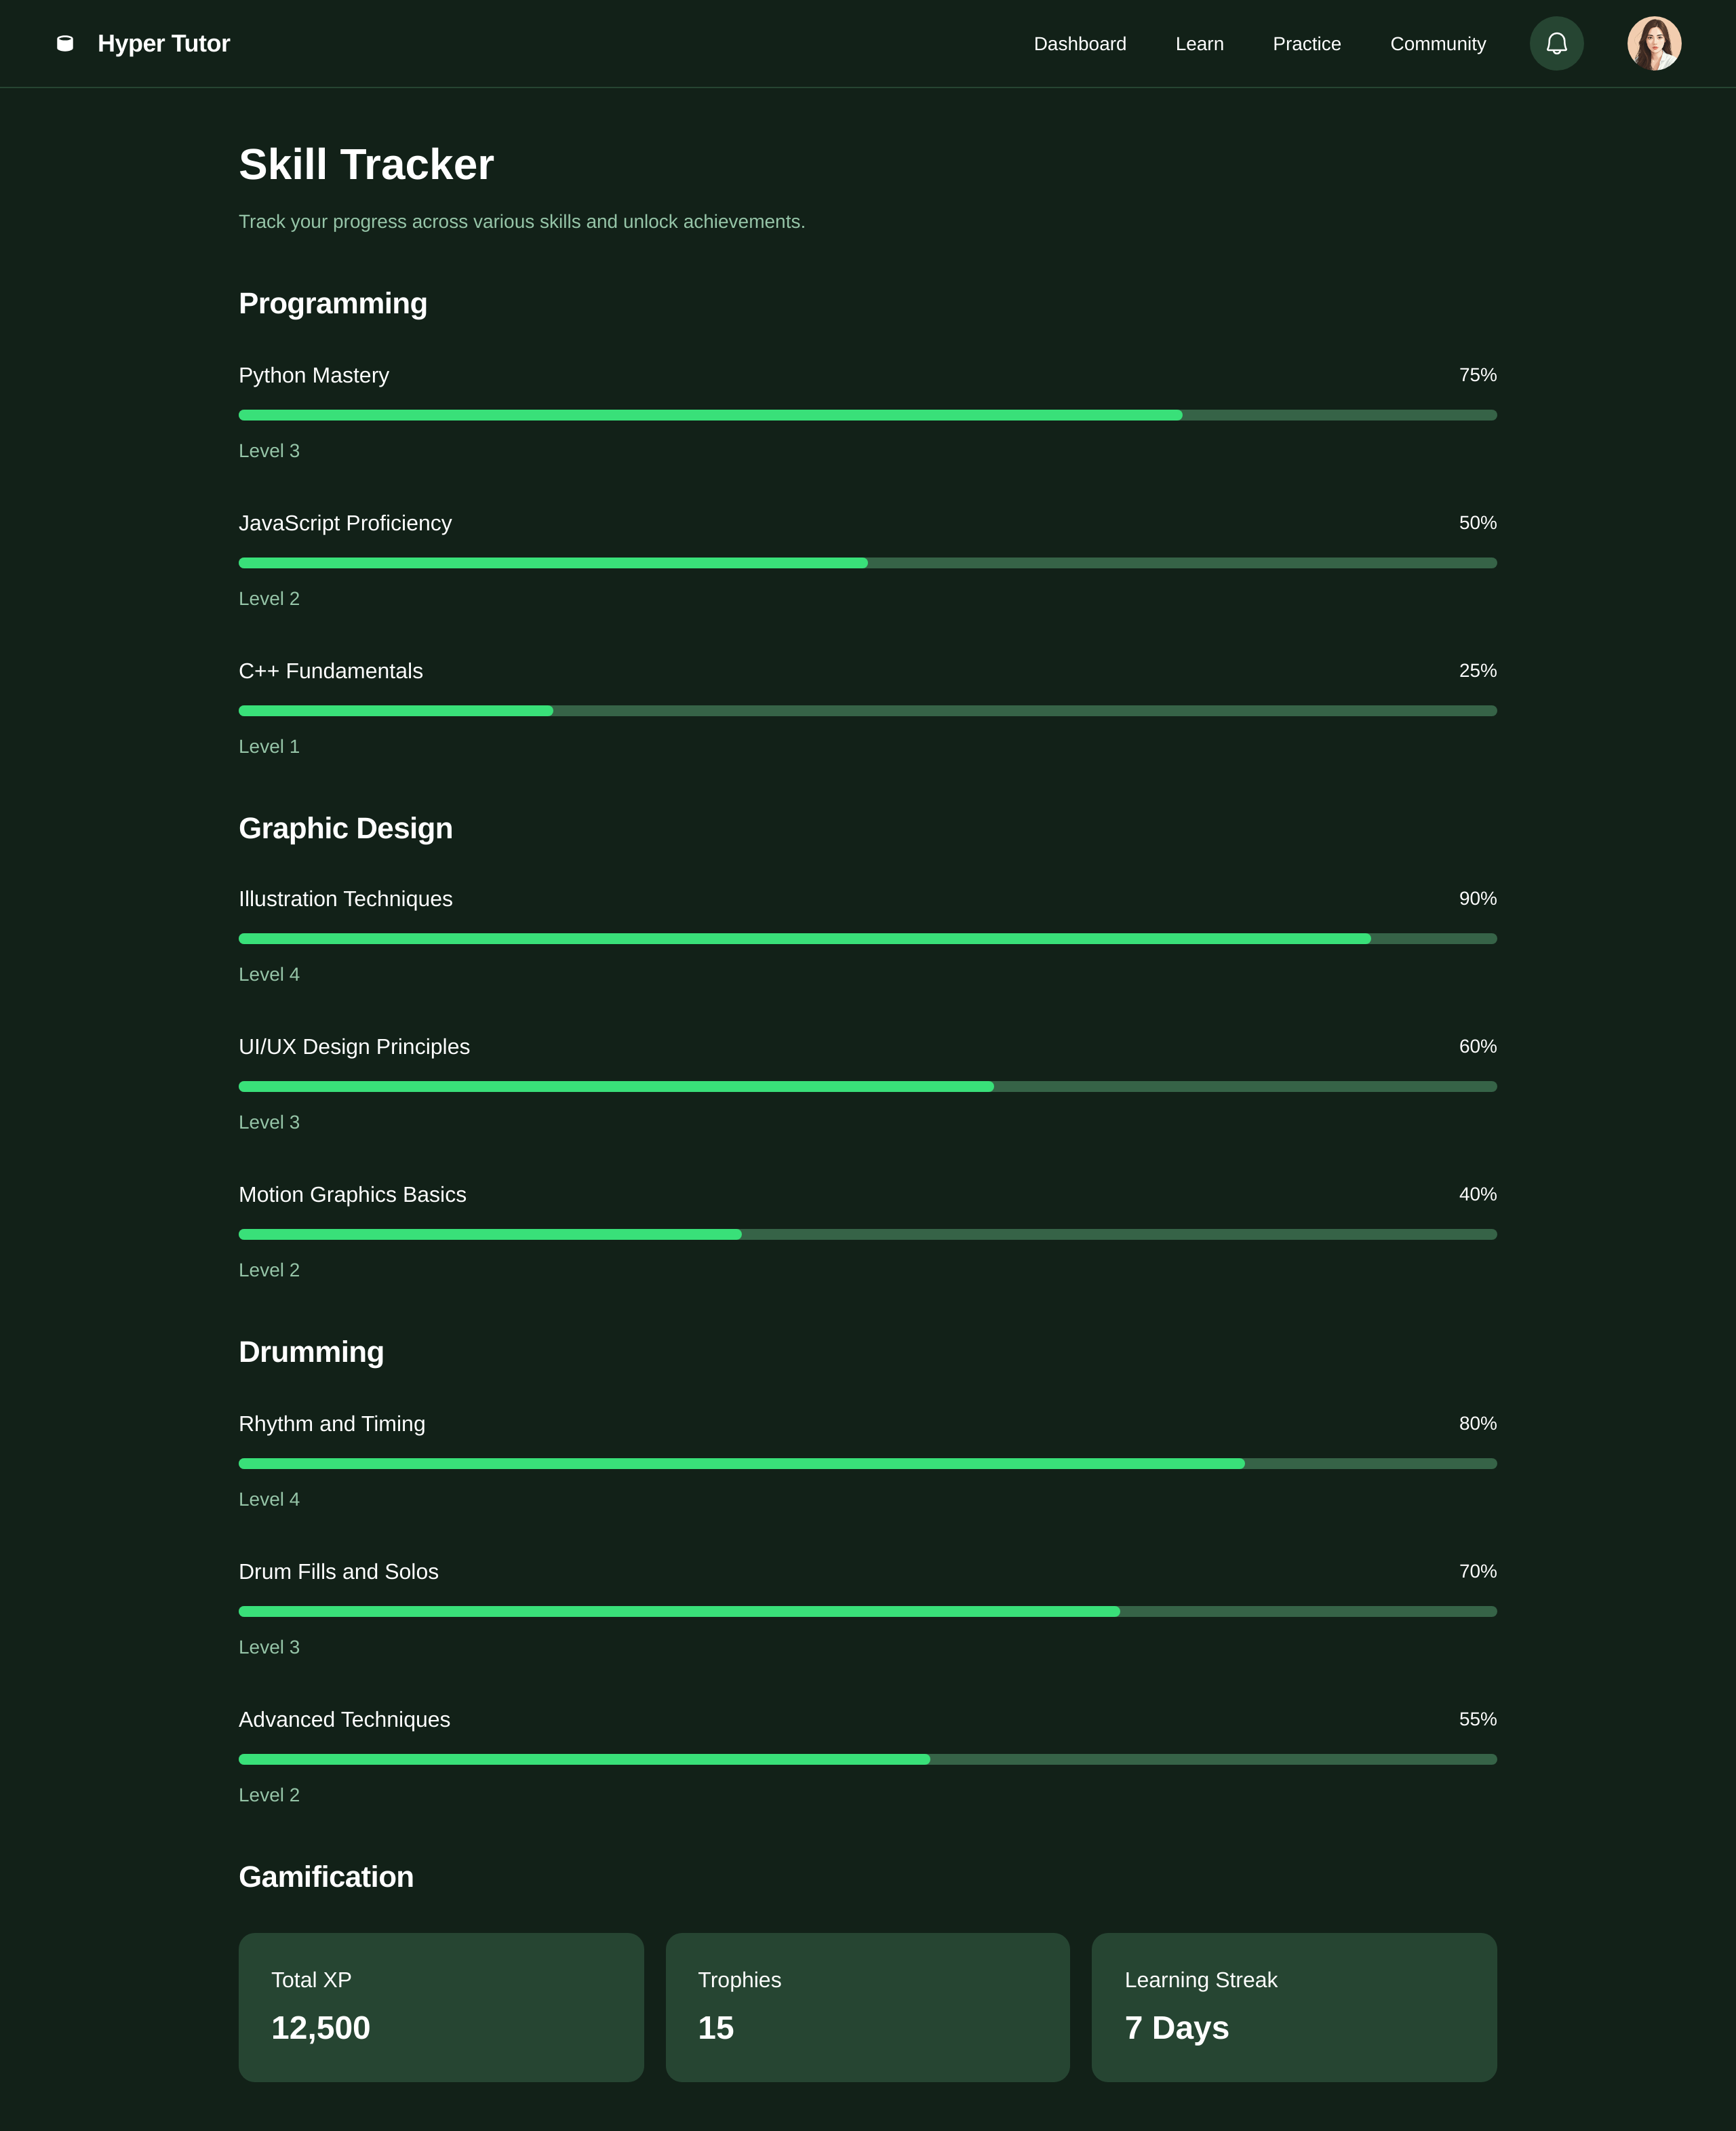 Hyper Tutor
Dashboard Learn Practice Community
Skill Tracker
Track your progress across various skills and unlock achievements.
Programming
Python Mastery 75%
Level 3
JavaScript Proficiency 50%
Level 2
C++ Fundamentals 25%
Level 1
Graphic Design
Illustration Techniques 90%
Level 4
UI/UX Design Principles 60%
Level 3
Motion Graphics Basics 40%
Level 2
Drumming
Rhythm and Timing 80%
Level 4
Drum Fills and Solos 70%
Level 3
Advanced Techniques 55%
Level 2
Gamification
Total XP
12,500
Trophies
15
Learning Streak
7 Days